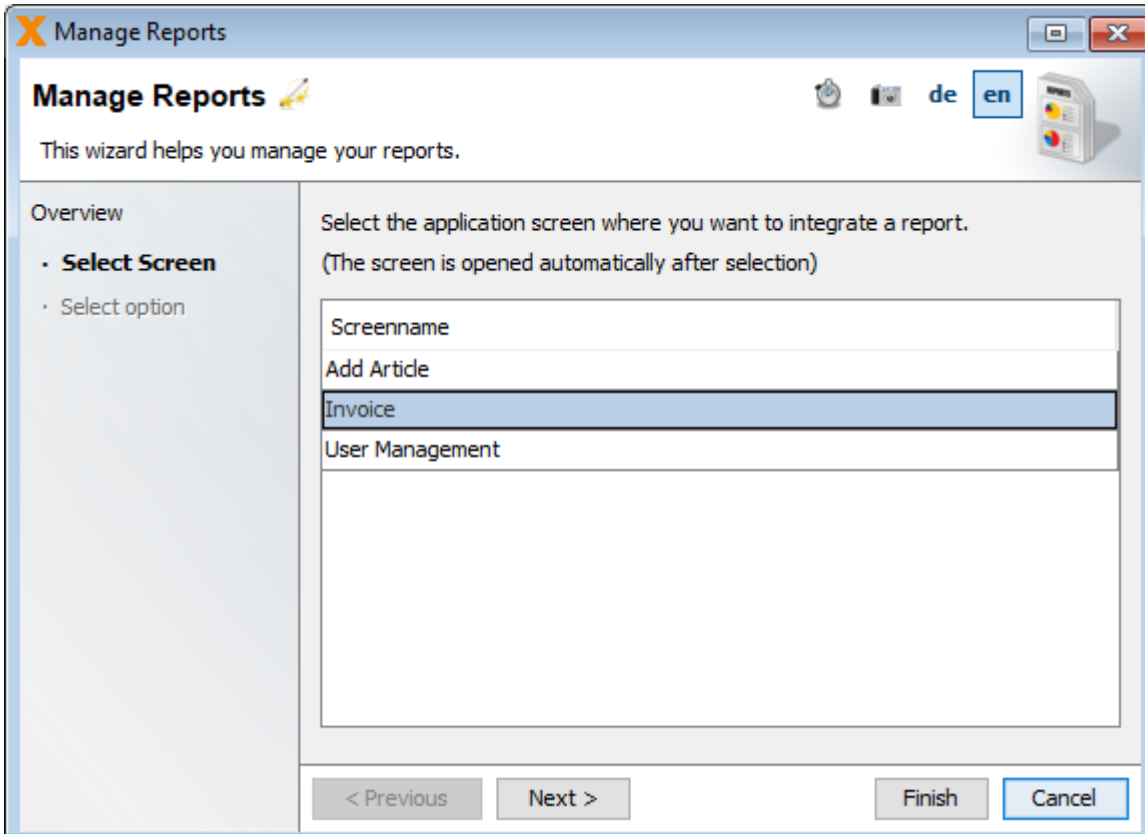 Manage Reports
Manage Reports
de en
This wizard helps you manage your reports.
Overview
· Select Screen
· Select option
Select the application screen where you want to integrate a report.
(The screen is opened automatically after selection)
Screenname
Add Article
Invoice
User Management
< Previous Next > Finish Cancel